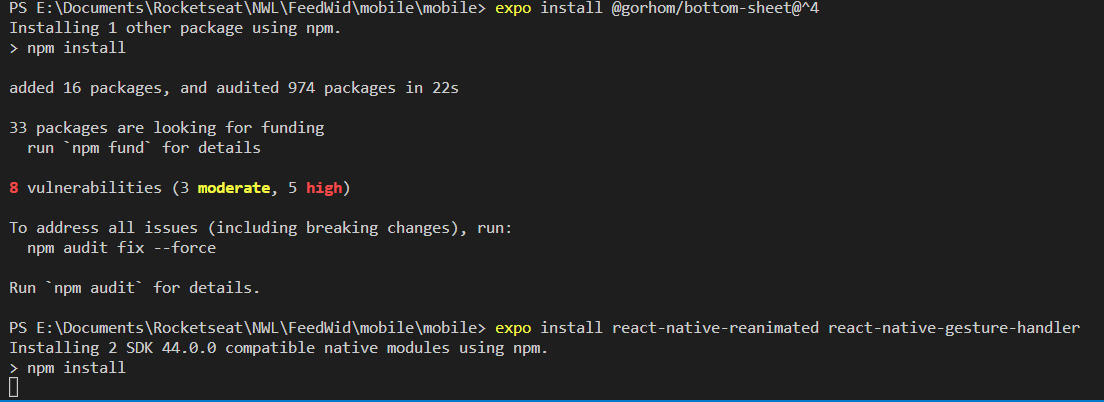 PS E:\Documents\Rocketseat\NWL\FeedWid\mobile\mobile> expo install @gorhom/bottom-sheet@^4
Installing 1 other package using npm.
> npm install
added 16 packages, and audited 974 packages in 22s
33 packages are looking for funding
  run `npm fund` for details
8 vulnerabilities (3 moderate, 5 high)
To address all issues (including breaking changes), run:
  npm audit fix --force
Run `npm audit` for details.
PS E:\Documents\Rocketseat\NWL\FeedWid\mobile\mobile> expo install react-native-reanimated react-native-gesture-handler
Installing 2 SDK 44.0.0 compatible native modules using npm.
> npm install